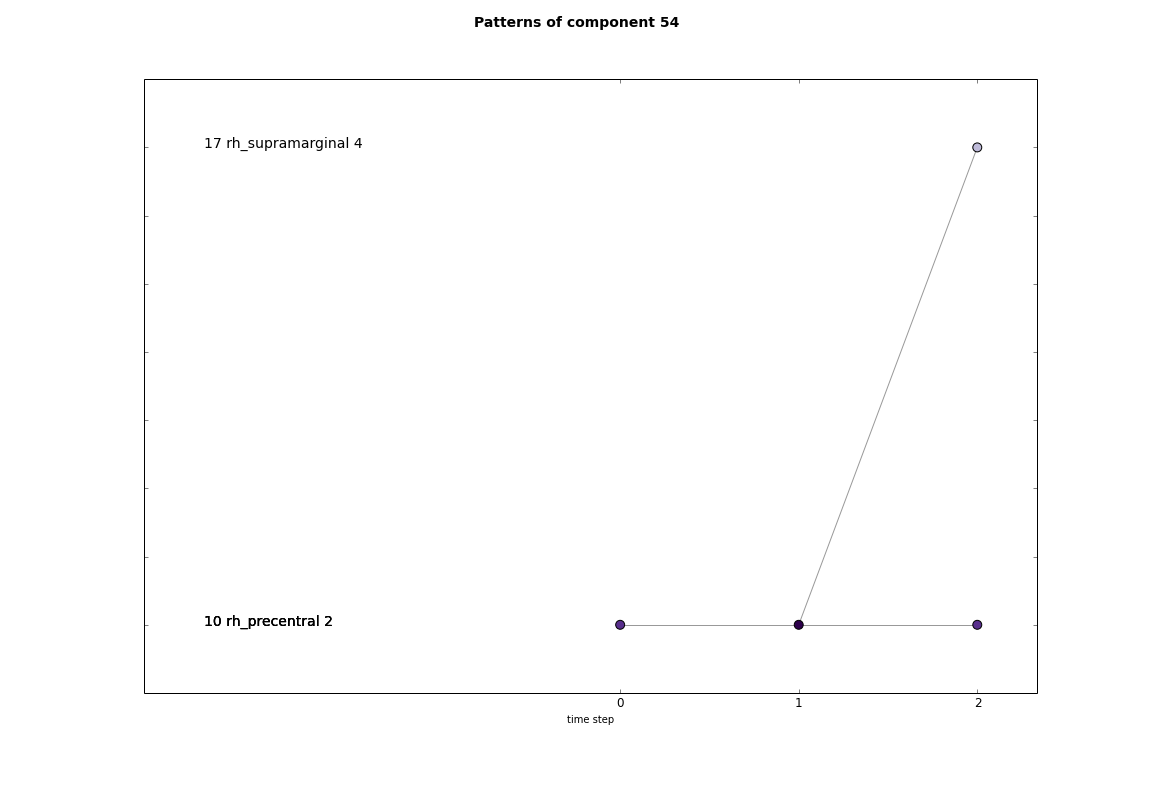 Patterns of component 54
17 rh_supramarginal 4
10 rh_precentral 2
0 1 2
time step